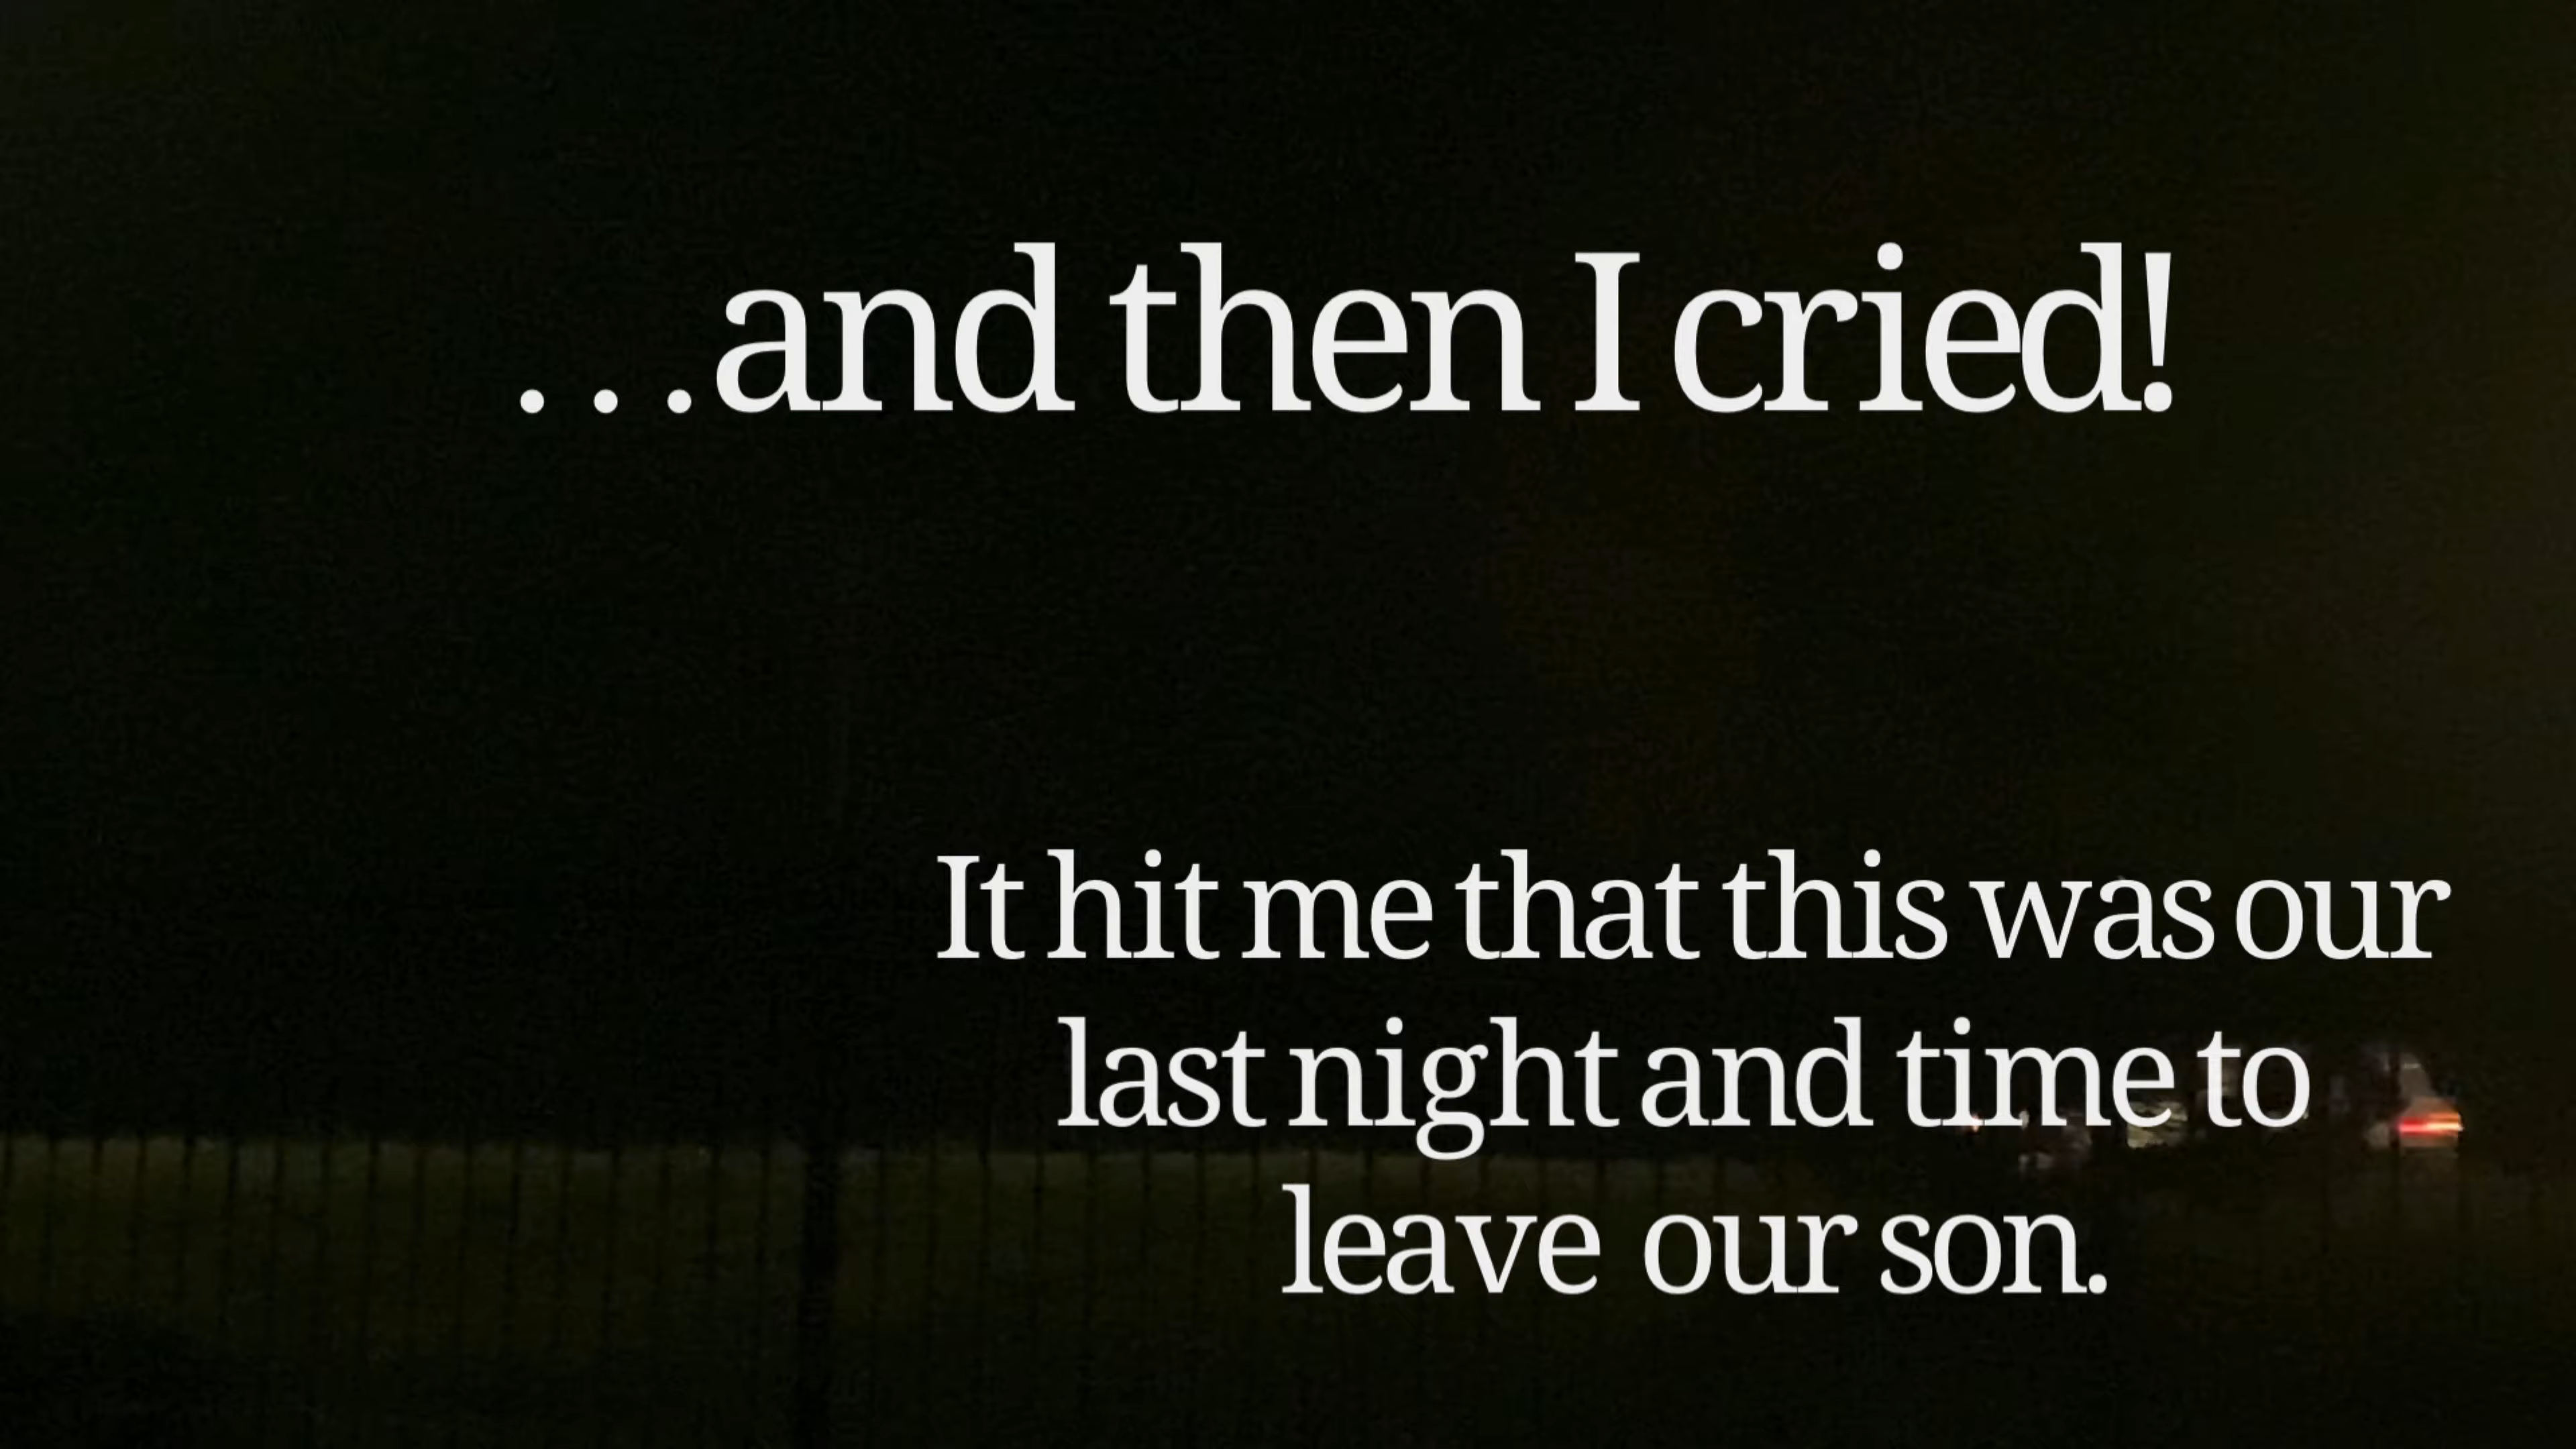 ...and then I cried!
It hit me that this was our
last night and time to
leave our son.